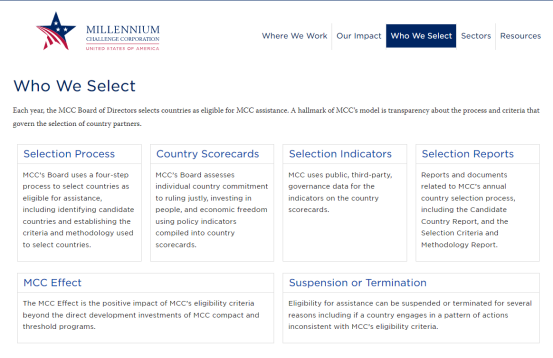 MILLENNIUM
CHALLENGE CORPORATION
UNITED STATES OF AMERICA
Where We Work
Our Impact
Who We Select
Sectors
Resources
Who We Select
Each year, the MCC Board of Directors selects countries as eligible for MCC assistance. A hallmark of MCC's model is transparency about the process and criteria that
govern the selection of country partners.
Selection Process
MCC's Board uses a four-step
process to select countries as
eligible for assistance,
including identifying candidate
countries and establishing the
criteria and methodology used
to select countries.
Country Scorecards
MCC's Board assesses
individual country commitment
to ruling justly, investing in
people, and economic freedom
using policy indicators
compiled into country
scorecards.
Selection Indicators
MCC uses public, third-party,
governance data for the
indicators on the country
scorecards.
Selection Reports
Reports and documents
related to MCC's annual
country selection process,
including the Candidate
Country Report, and the
Selection Criteria and
Methodology Report.
MCC Effect
The MCC Effect is the positive impact of MCC's eligibility criteria
beyond the direct development investments of MCC compact and
threshold programs.
Suspension or Termination
Eligibility for assistance can be suspended or terminated for several
reasons including if a country engages in a pattern of actions
inconsistent with MCC's eligibility criteria.